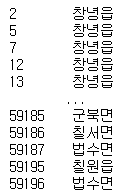 2 창녕읍
5 창녕읍
7 창녕읍
12 창녕읍
13 창녕읍
...
59185 군북면
59186 칠서면
59187 법수면
59195 칠원읍
59196 법수면